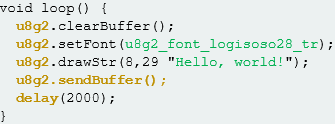 void loop() {
u8g2.clearBuffer();
u8g2.setFont(u8g2_font_logisoso28_tr);
u8g2.drawStr(8,29 "Hello, world!");
u8g2.sendBuffer();
delay(2000);
}